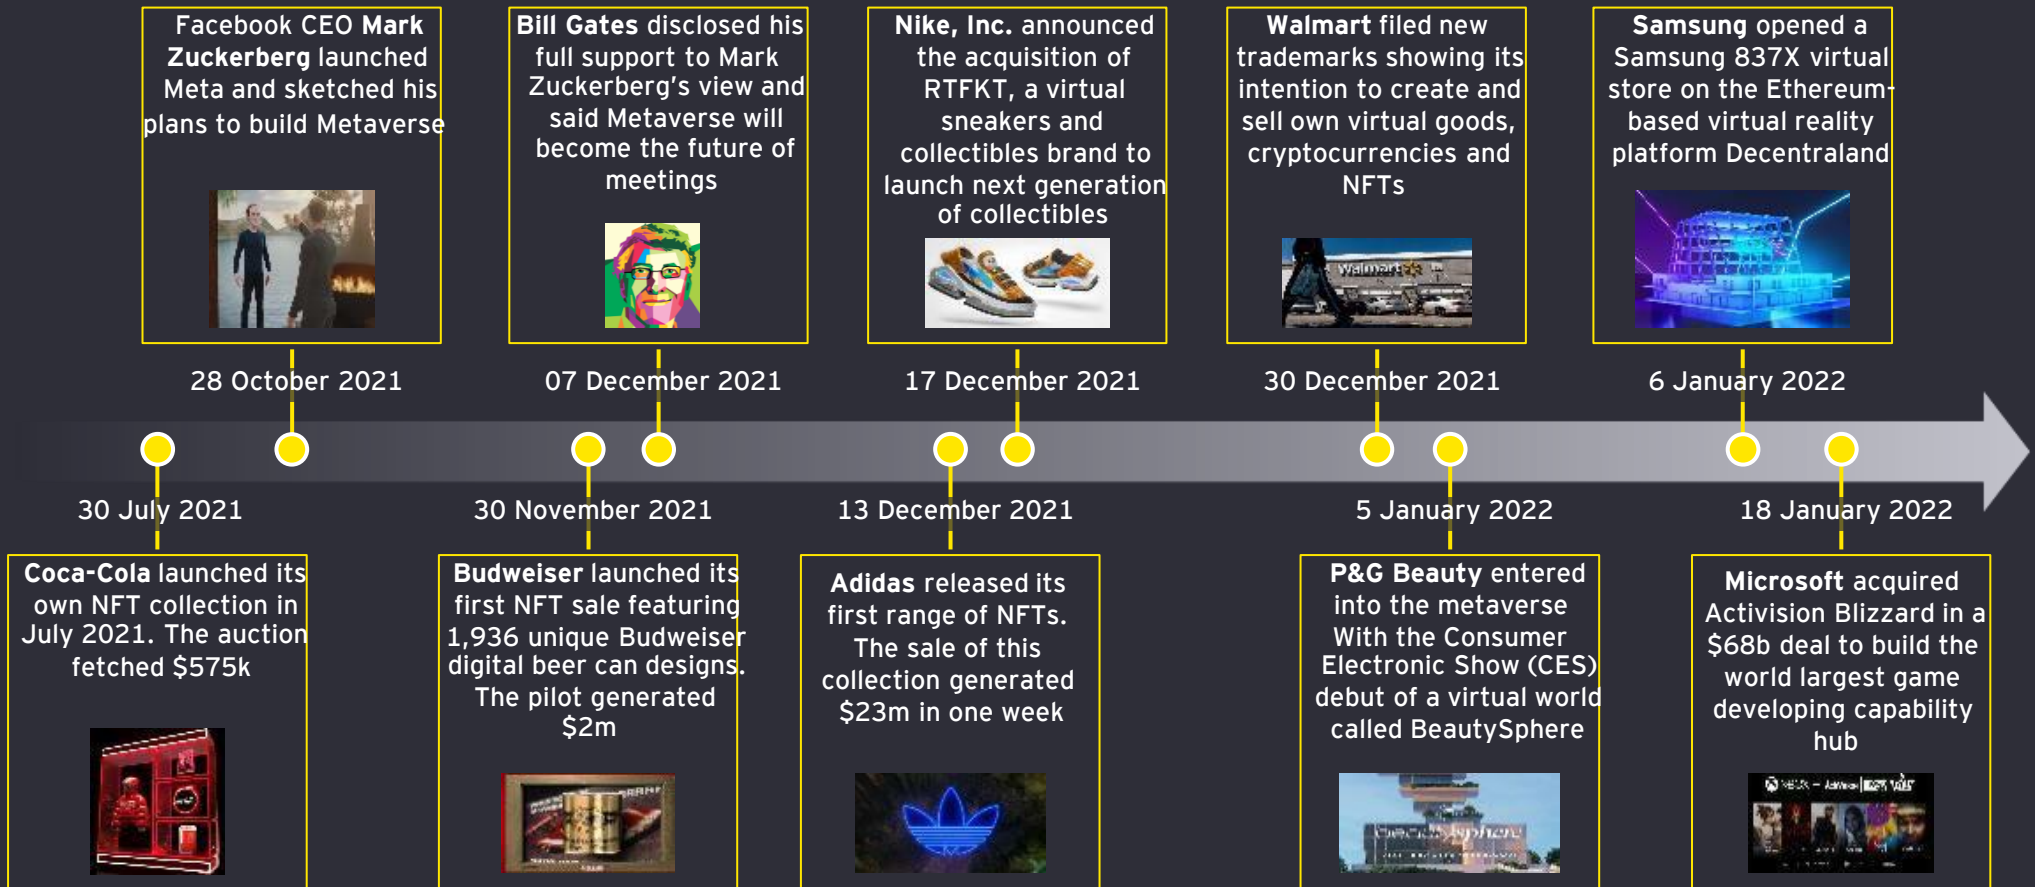 Facebook CEO Mark
Zuckerberg launched
Meta and sketched his
plans to build Metaverse
28 October 2021
Bill Gates disclosed his
full support to Mark
Zuckerberg's view and
said Metaverse will
become the future of
meetings
07 December 2021
Nike, Inc. announced
the acquisition of
RTFKT, a virtual
sneakers and
collectibles brand to
launch next generation
of collectibles
17 December 2021
Walmart filed new
trademarks showing its
intention to create and
sell own virtual goods,
cryptocurrencies and
NFTs
Walmart
30 December 2021
Samsung opened a
Samsung 837X virtual
store on the Ethereum-
based virtual reality
platform Decentraland
6 January 2022
30 July 2021
Coca-Cola launched its
own NFT collection in
July 2021. The auction
fetched $575k
30 November 2021
Budweiser launched its
first NFT sale featuring
1,936 unique Budweiser
digital beer can designs.
The pilot generated
$2m
13 December 2021
Adidas released its
first range of NFTs.
The sale of this
collection generated
$23m in one week
5 January 2022
P&G Beauty entered
into the metaverse
With the Consumer
Electronic Show (CES)
debut of a virtual world
called BeautySphere
beautysphere
18 January 2022
Microsoft acquired
Activision Blizzard in a
$68b deal to build the
world largest game
developing capability
hub
XBOX